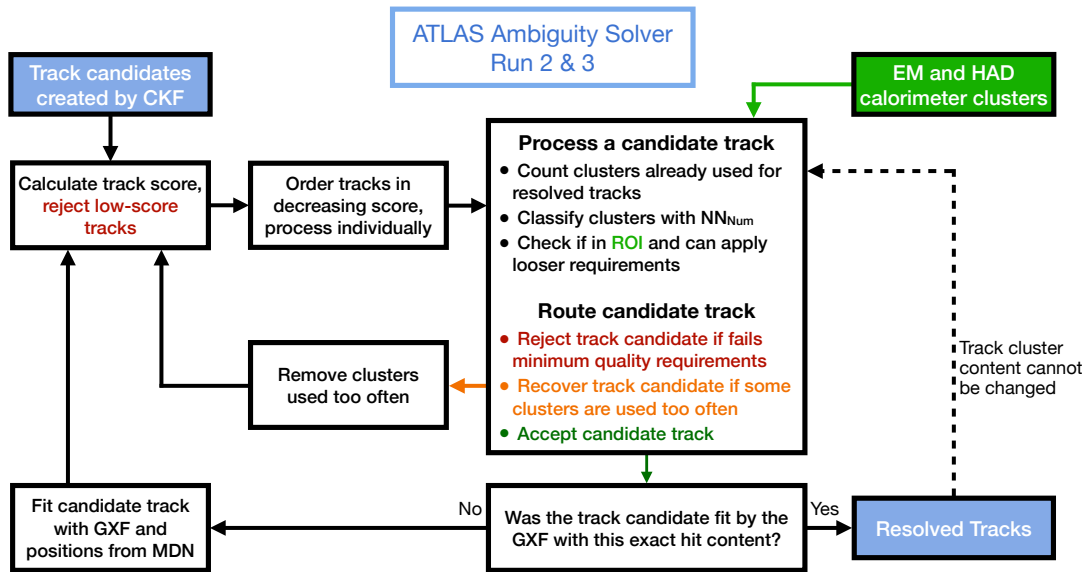 ATLAS Ambiguity Solver
Run 2 & 3
Track candidates
created by CKF
EM and HAD
calorimeter clusters
Calculate track score,
reject low-score
tracks
Order tracks in
decreasing score,
process individually
Process a candidate track
• Count clusters already used for
resolved tracks
• Classify clusters with NNNum
• Check if in ROI and can apply
looser requirements
Route candidate track
• Reject track candidate if fails
minimum quality requirements
• Recover track candidate if some
clusters are used too often
• Accept candidate track
Remove clusters
used too often
Track cluster
content cannot
be changed
Fit candidate track
with GXF and
positions from MDN
No
Was the track candidate fit by the
GXF with this exact hit content?
Yes
Resolved Tracks